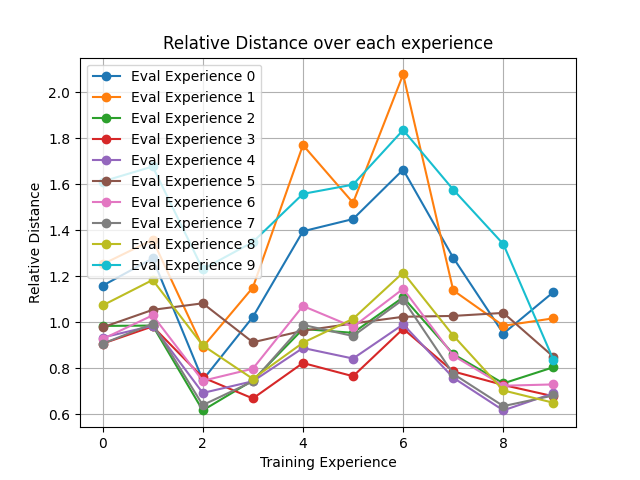 Relative Distance over each experience
Eval Experience 0
Eval Experience 1
Eval Experience 2
Eval Experience 3
Eval Experience 4
Eval Experience 5
Eval Experience 6
Eval Experience 7
Eval Experience 8
Eval Experience 9
2.0
1.8
1.6
1.4
1.2
1.0
0.8
0.6
Relative Distance
0 2 4 6 8
Training Experience